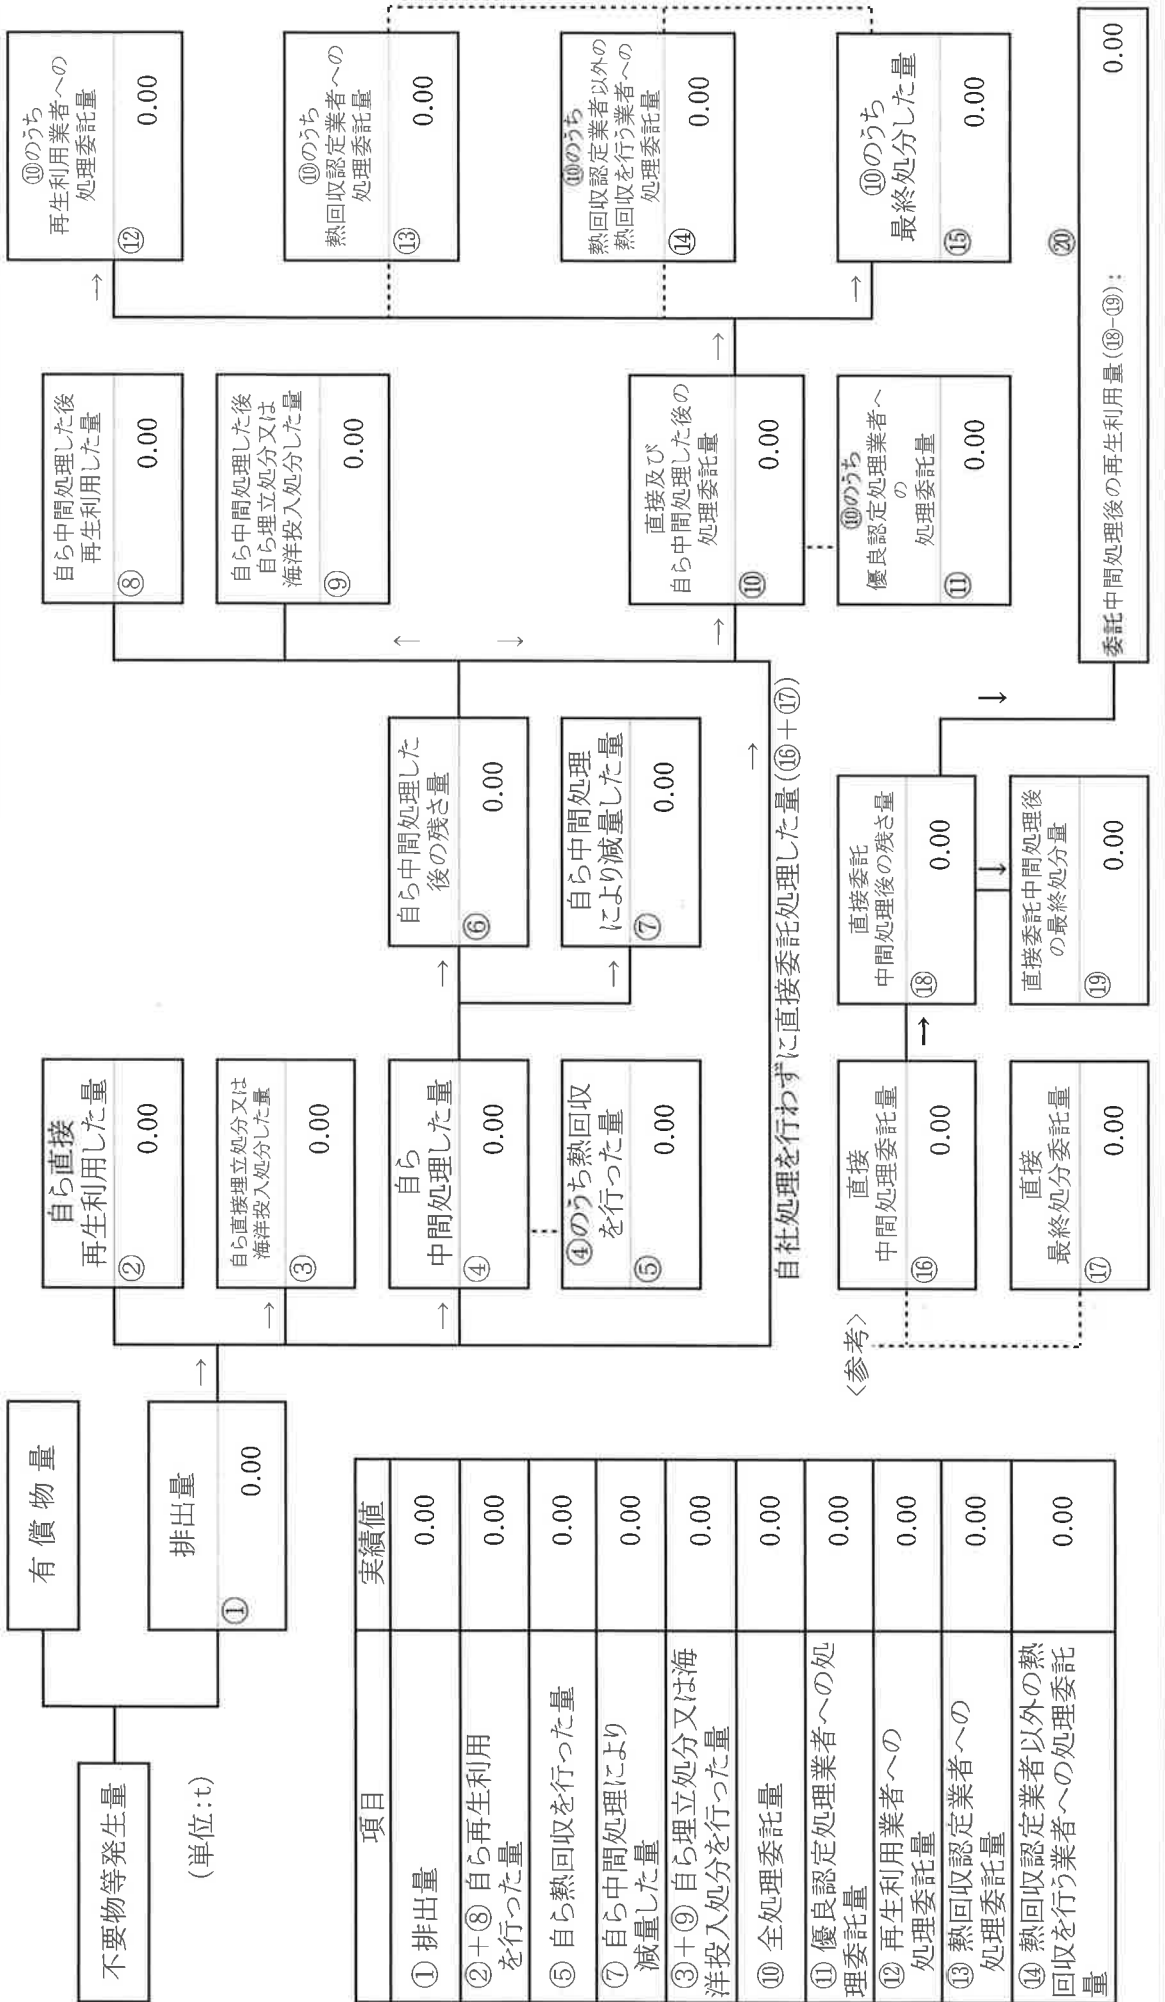 不要物等発生量
(単位:t)
有償物量
排出量
① 0.00
自ら直接
再生利用した量
② 0.00
自ら直接埋立処分又は
海洋投入処分した量
③ 0.00
自ら
中間処理した量
④ 0.00
④のうち熱回収
を行った量
⑤ 0.00
自ら中間処理した
後の残さ量
⑥ 0.00
自ら中間処理
により減量した量
⑦ 0.00
自ら中間処理した後
再生利用した量
⑧ 0.00
自ら中間処理した後
自ら埋立処分又は
海洋投入処分した量
⑨ 0.00
直接及び
自ら中間処理した後の
処理委託量
⑩ 0.00
⑩のうち
優良認定処理業者へ
の
処理委託量
⑪ 0.00
⑩のうち
再生利用業者への
処理委託量
⑫ 0.00
⑩のうち
熱回収認定業者への
処理委託量
⑬ 0.00
⑩のうち
熱回収認定業者以外の
熱回収を行う業者への
処理委託量
⑭ 0.00
⑩のうち
最終処分した量
⑮ 0.00
自社処理を行わずに直接委託処理した量(⑯+⑰)
<参考>
直接
中間処理委託量
⑯ 0.00
直接
最終処分委託量
⑰ 0.00
直接委託
中間処理後の残さ量
⑱ 0.00
直接委託中間処理後
の最終処分量
⑲ 0.00
⑳
委託中間処理後の再生利用量(⑱-⑲): 0.00
項目 実績値
① 排出量 0.00
②+⑧ 自ら再生利用
を行った量 0.00
⑤ 自ら熱回収を行った量 0.00
⑦ 自ら中間処理により
減量した量 0.00
③+⑨ 自ら埋立処分又は海
洋投入処分を行った量 0.00
⑩ 全処理委託量 0.00
⑪ 優良認定処理業者への処
理委託量 0.00
⑫ 再生利用業者への
処理委託量 0.00
⑬ 熱回収認定業者への
処理委託量 0.00
⑭ 熱回収認定業者以外の熱
回収を行う業者への処理委託
量 0.00